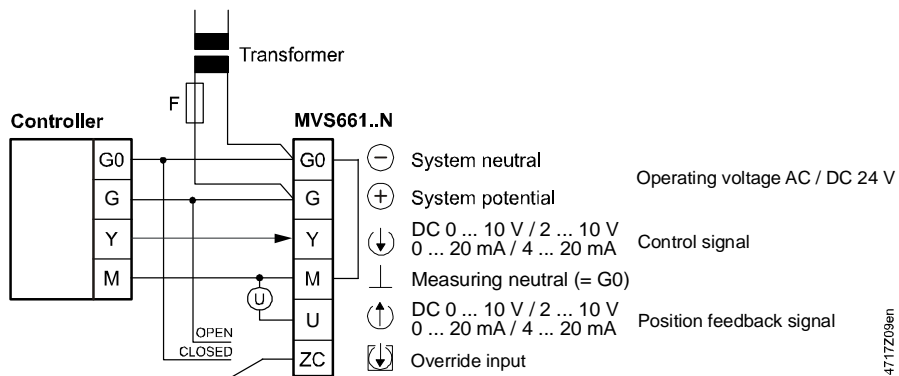 Transformer
F
Controller
MVS661..N
G0
G0
System neutral
Operating voltage AC / DC 24 V
G
G
System potential
Y
Y
DC 0 ... 10 V / 2 ... 10 V
0 ... 20 mA / 4 ... 20 mA
Control signal
M
M
Measuring neutral (= G0)
U
U
DC 0 ... 10 V / 2 ... 10 V
0 ... 20 mA / 4 ... 20 mA
Position feedback signal
OPEN
CLOSED
ZC
Override input
4717Z09en